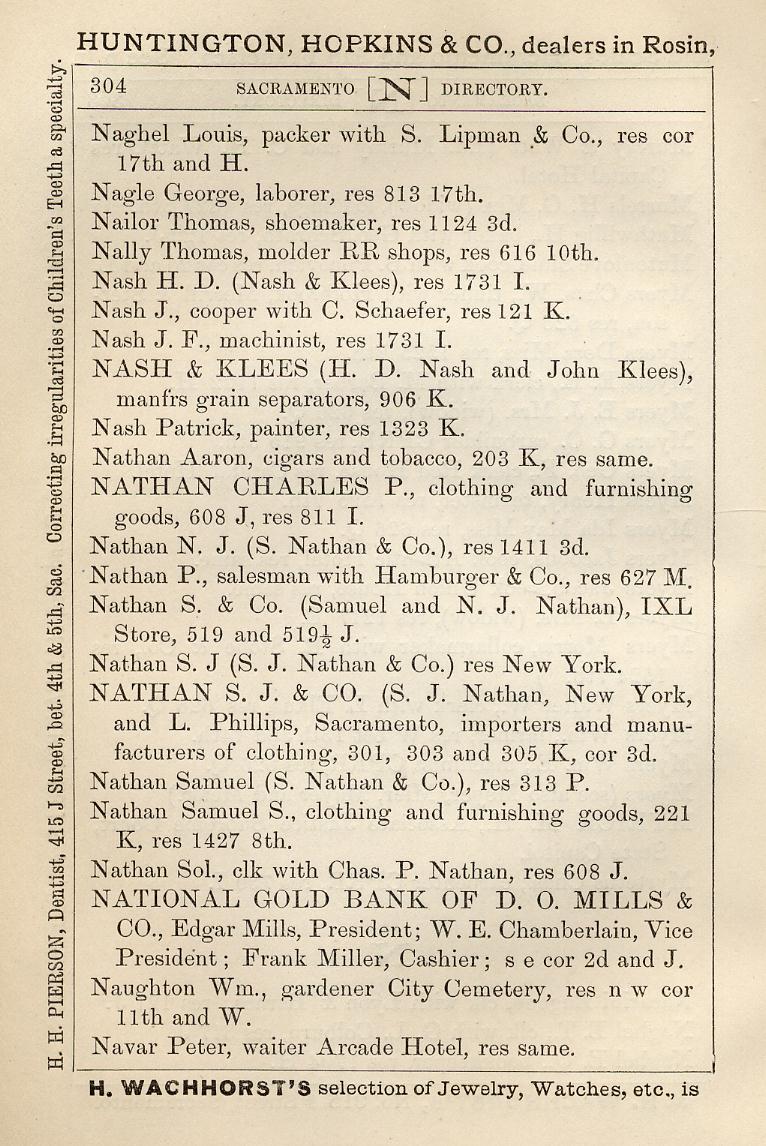 HUNTINGTON, HOPKINS & CO., dealers in Rosin,
304 SACRAMENTO [N] DIRECTORY.
Naghel Louis, packer with S. Lipman & Co., res cor
17th and H.
Nagle George, laborer, res 813 17th.
Nailor Thomas, shoemaker, res 1124 3d.
Nally Thomas, molder RR shops, res 616 10th.
Nash H. D. (Nash & Klees), res 1731 I.
Nash J., cooper with C. Schaefer, res 121 K.
Nash J. F., machinist, res 1731 I.
NASH & KLEES (H. D. Nash and John Klees),
manfrs grain separators, 906 K.
Nash Patrick, painter, res 1323 K.
Nathan Aaron, cigars and tobacco, 203 K, res same.
NATHAN CHARLES P., clothing and furnishing
goods, 608 J, res 811 I.
Nathan N. J. (S. Nathan & Co.), res 1411 3d.
Nathan P., salesman with Hamburger & Co., res 627 M.
Nathan S. & Co. (Samuel and N. J. Nathan), IXL
Store, 519 and 519½ J.
Nathan S. J (S. J. Nathan & Co.) res New York.
NATHAN S. J. & CO. (S. J. Nathan, New York,
and L. Phillips, Sacramento, importers and manu-
facturers of clothing, 301, 303 and 305 K, cor 3d.
Nathan Samuel (S. Nathan & Co.), res 313 P.
Nathan Samuel S., clothing and furnishing goods, 221
K, res 1427 8th.
Nathan Sol., clk with Chas. P. Nathan, res 608 J.
NATIONAL GOLD BANK OF D. O. MILLS &
CO., Edgar Mills, President; W. E. Chamberlain, Vice
President; Frank Miller, Cashier; s e cor 2d and J.
Naughton Wm., gardener City Cemetery, res n w cor
11th and W.
Navar Peter, waiter Arcade Hotel, res same.
H. WACHHORST'S selection of Jewelry, Watches, etc., is
H. H. PIERSON, Dentist, 415 J Street, bet. 4th & 5th, Sac. Correcting irregularities of Children's Teeth a specialty.